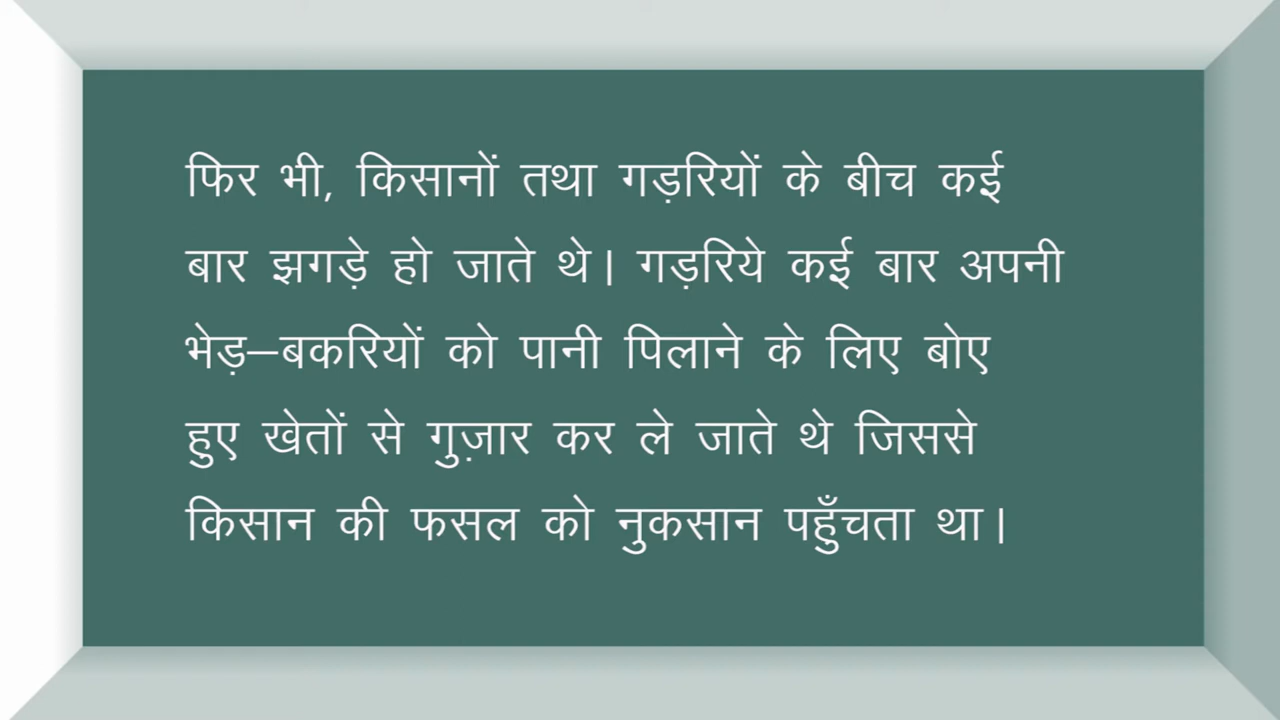 फिर भी, किसानों तथा गड़रियों के बीच कई
बार झगड़े हो जाते थे। गड़रिये कई बार अपनी
भेड़–बकरियों को पानी पिलाने के लिए बोए
हुए खेतों से गुज़ार कर ले जाते थे जिससे
किसान की फसल को नुकसान पहुँचता था।